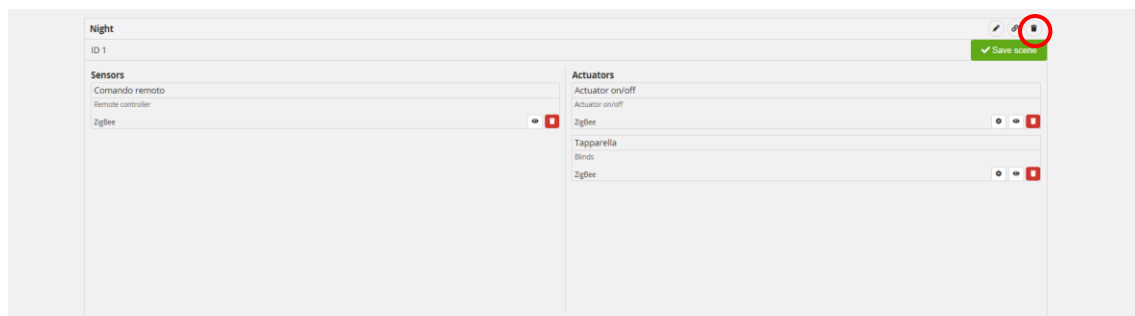 Night
ID 1
Save scene
Sensors
Comando remoto
Remote controller
ZigBee
Actuators
Actuator on/off
Actuator on/off
ZigBee
Tapparella
Blinds
ZigBee